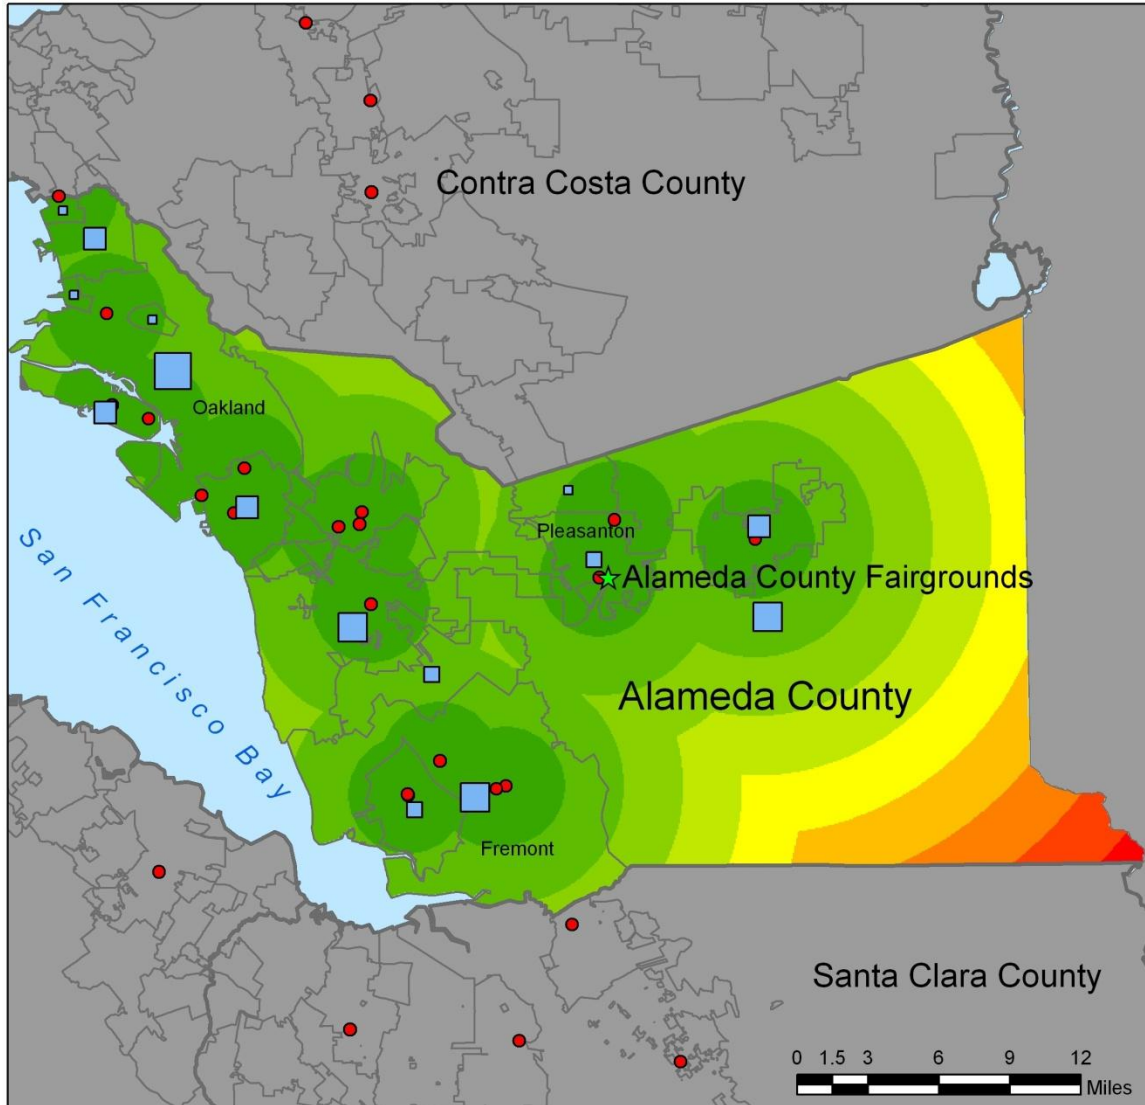 Contra Costa County
Oakland
Pleasanton
Alameda County Fairgrounds
San Francisco Bay
Alameda County
Fremont
Santa Clara County
0 1.5 3 6 9 12
Miles